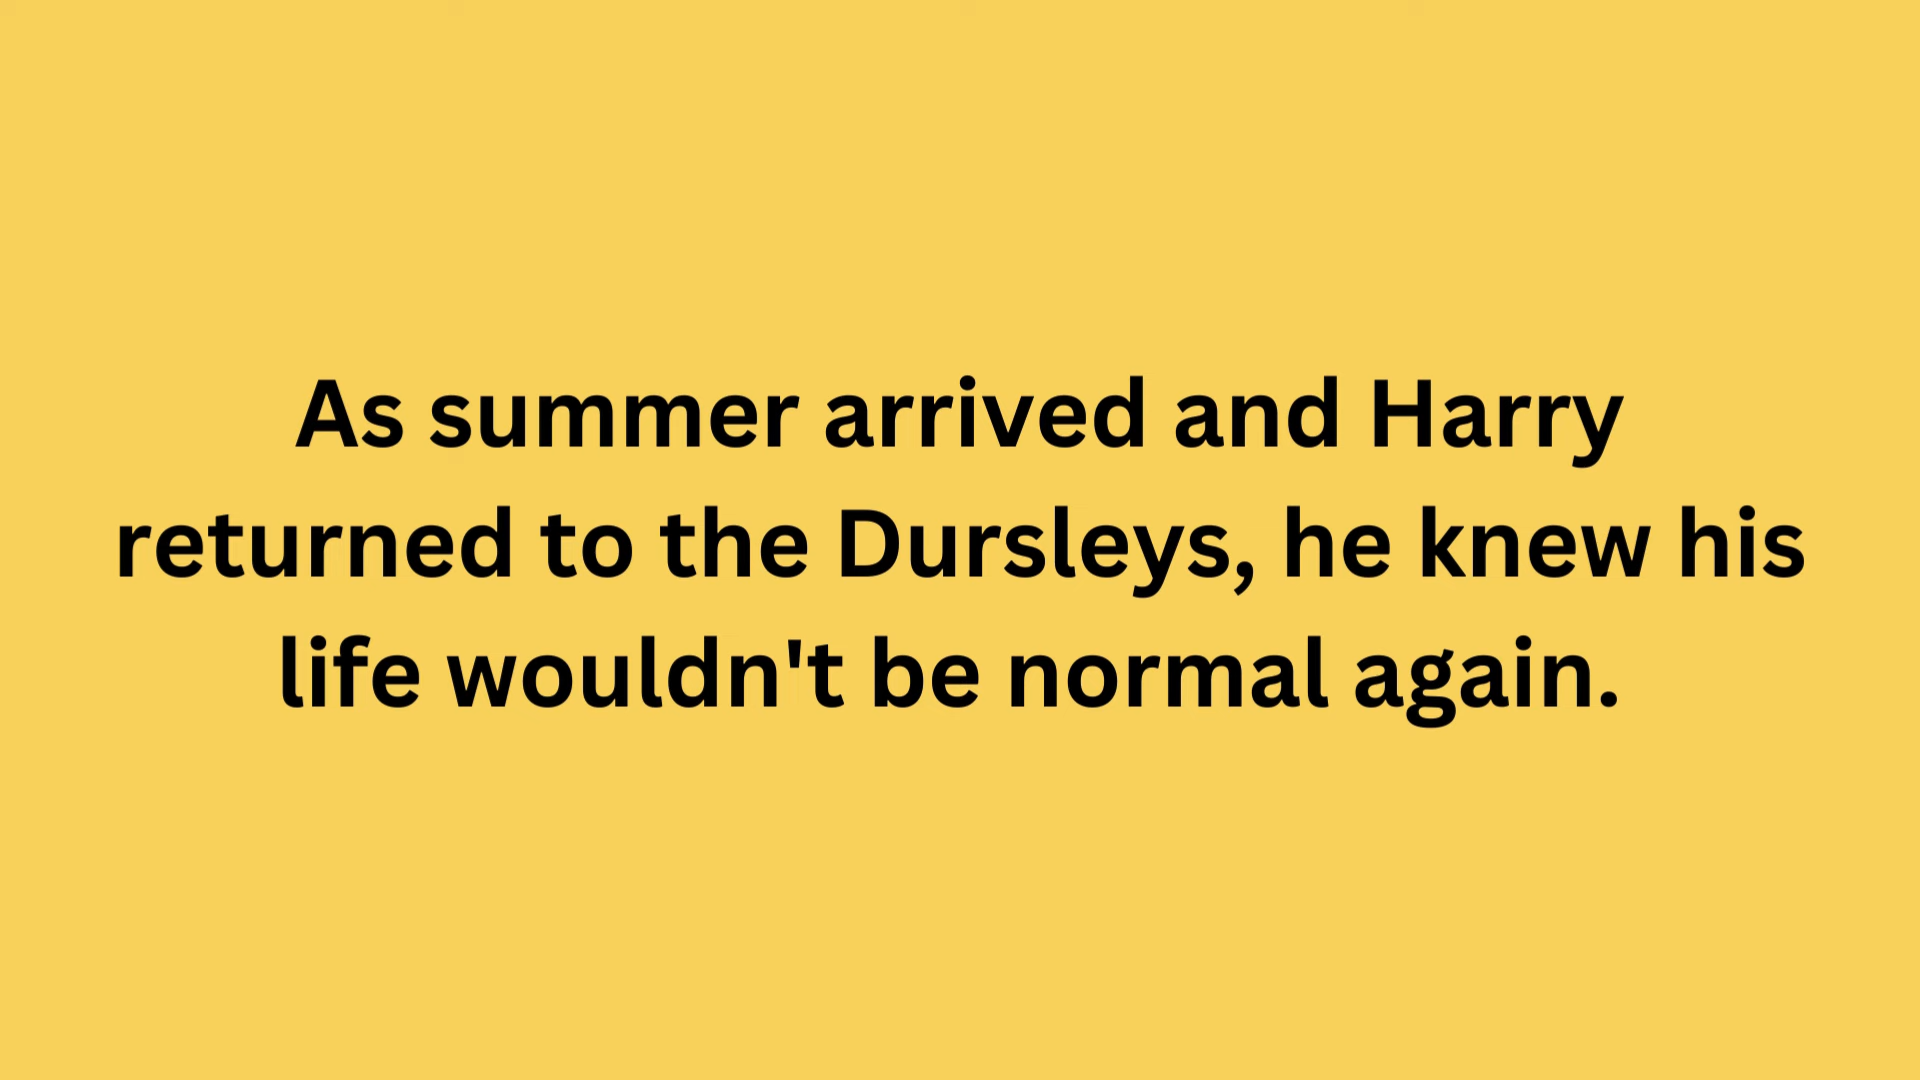 As summer arrived and Harry
returned to the Dursleys, he knew his
life wouldn't be normal again.